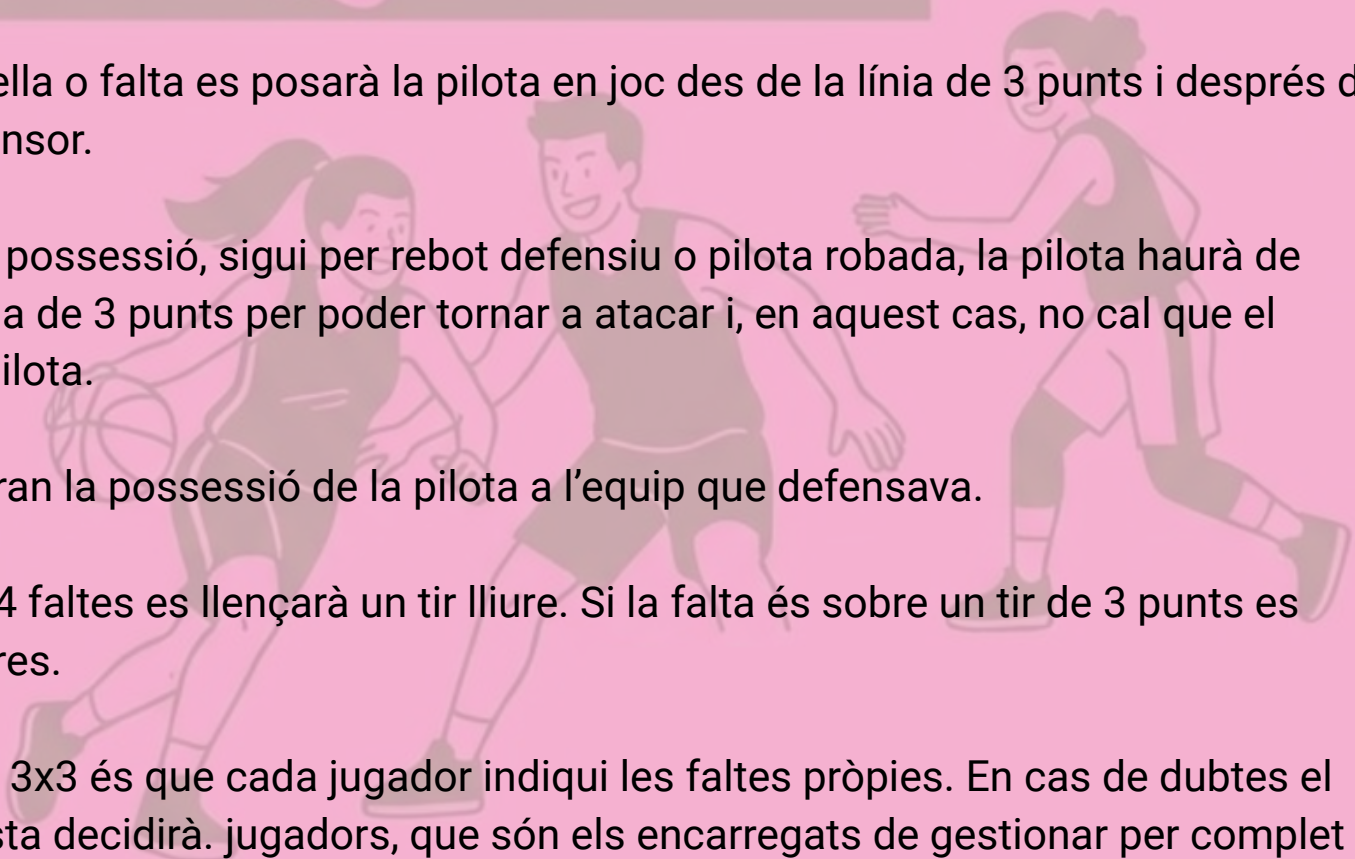 ella o falta es posarà la pilota en joc des de la línia de 3 punts i després d
nsor.
possessió, sigui per rebot defensiu o pilota robada, la pilota haurà de
a de 3 punts per poder tornar a atacar i, en aquest cas, no cal que el
ilota.
ran la possessió de la pilota a l’equip que defensava.
4 faltes es llençarà un tir lliure. Si la falta és sobre un tir de 3 punts es
res.
3x3 és que cada jugador indiqui les faltes pròpies. En cas de dubtes el
sta decidirà. jugadors, que són els encarregats de gestionar per complet